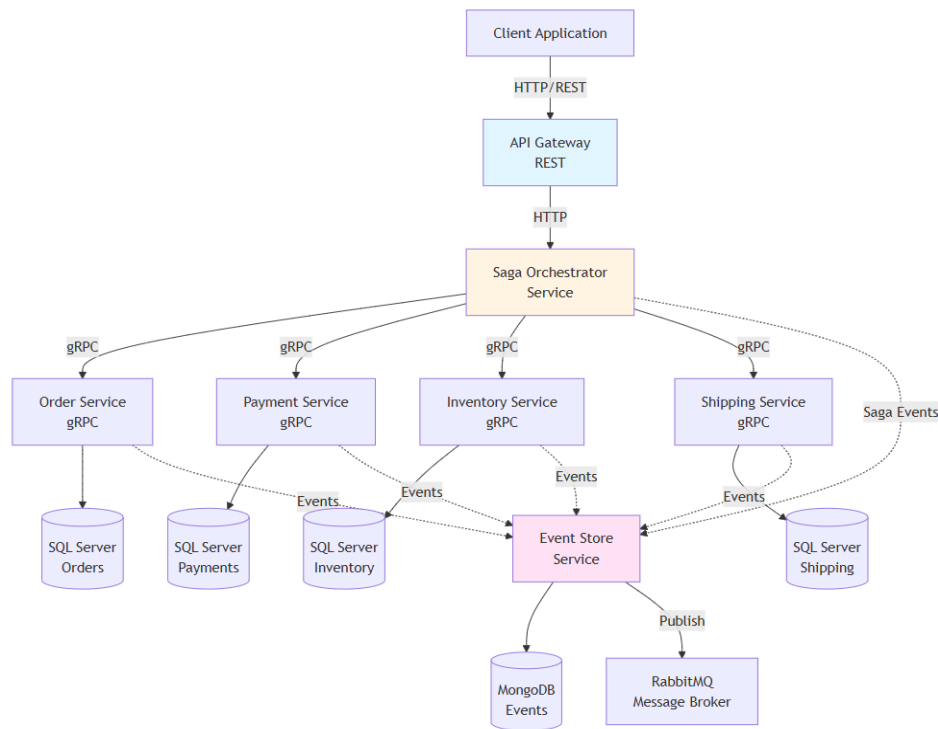 Client Application
HTTP/REST
API Gateway
REST
HTTP
Saga Orchestrator
Service
gRPC
gRPC
gRPC
gRPC
Order Service
gRPC
Payment Service
gRPC
Inventory Service
gRPC
Shipping Service
gRPC
Saga Events
Events
Events
Events
Events
SQL Server
Orders
SQL Server
Payments
SQL Server
Inventory
Event Store
Service
SQL Server
Shipping
Publish
MongoDB
Events
RabbitMQ
Message Broker